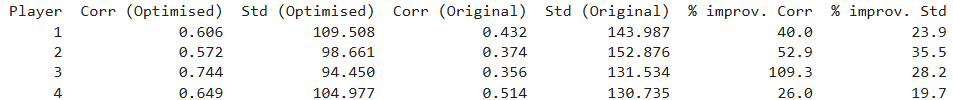 Player Corr (Optimised) Std (Optimised) Corr (Original) Std (Original) % improv. Corr % improv. Std
1 0.606 109.508 0.432 143.987 40.0 23.9
2 0.572 98.661 0.374 152.876 52.9 35.5
3 0.744 94.450 0.356 131.534 109.3 28.2
4 0.649 104.977 0.514 130.735 26.0 19.7